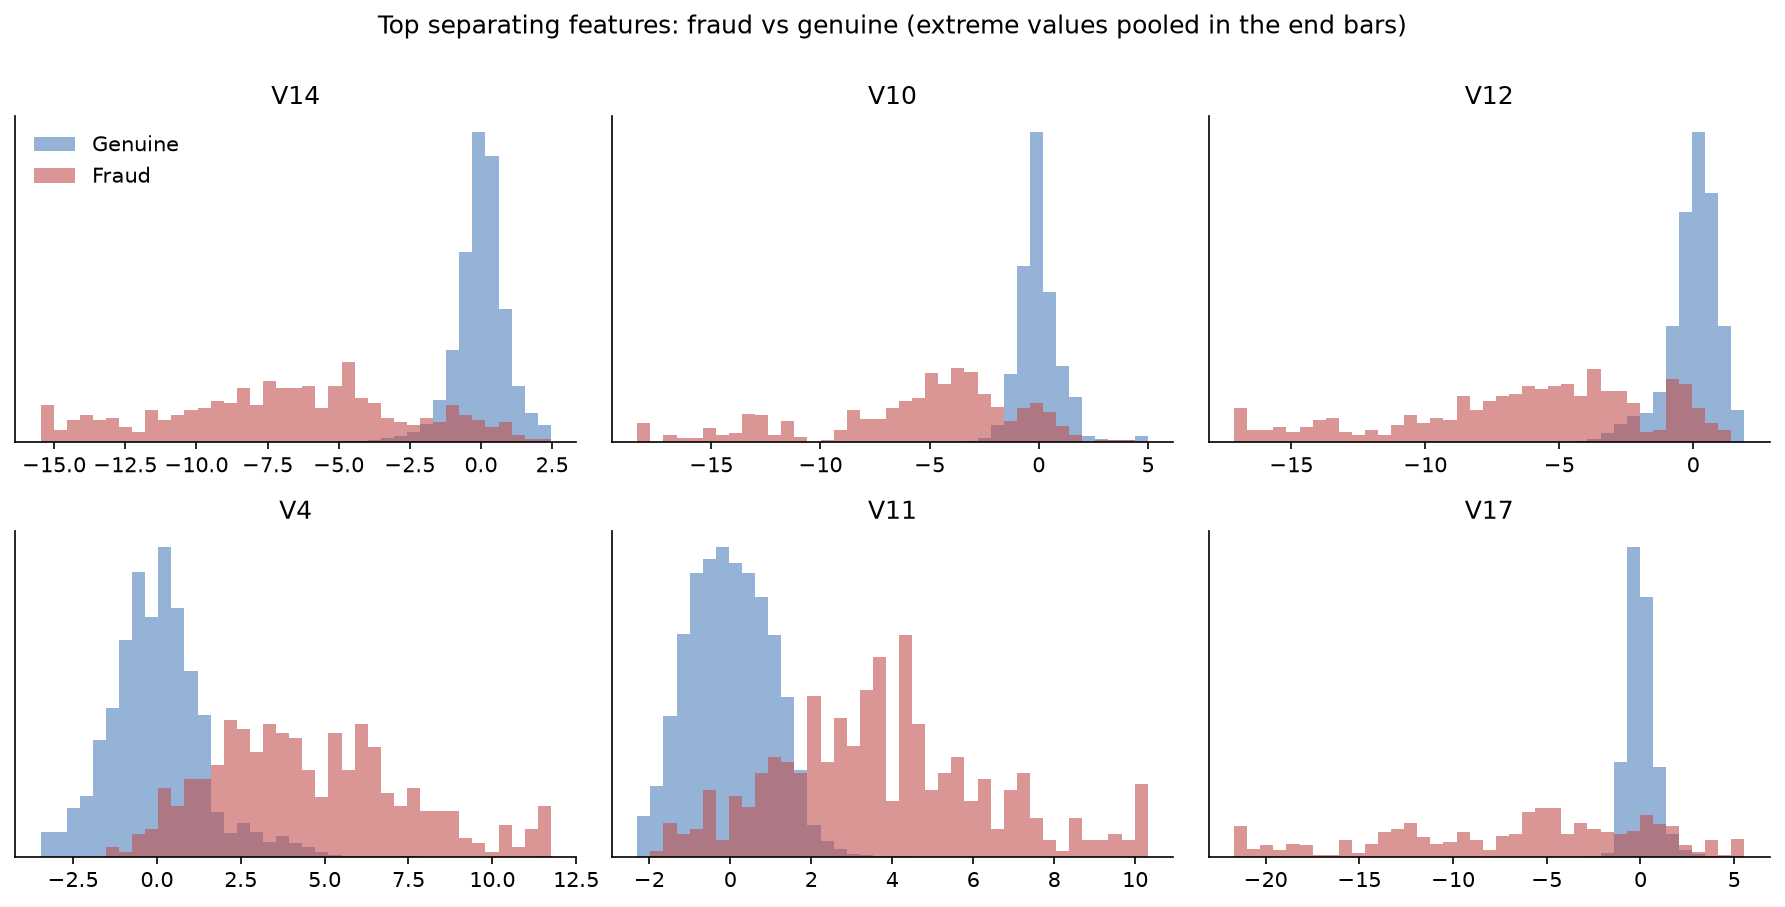 Top separating features: fraud vs genuine (extreme values pooled in the end bars)
V14
Genuine
Fraud
−15.0 −12.5 −10.0 −7.5 −5.0 −2.5 0.0 2.5
V10
−15 −10 −5 0 5
V12
−15 −10 −5 0
V4
−2.5 0.0 2.5 5.0 7.5 10.0 12.5
V11
−2 0 2 4 6 8 10
V17
−20 −15 −10 −5 0 5